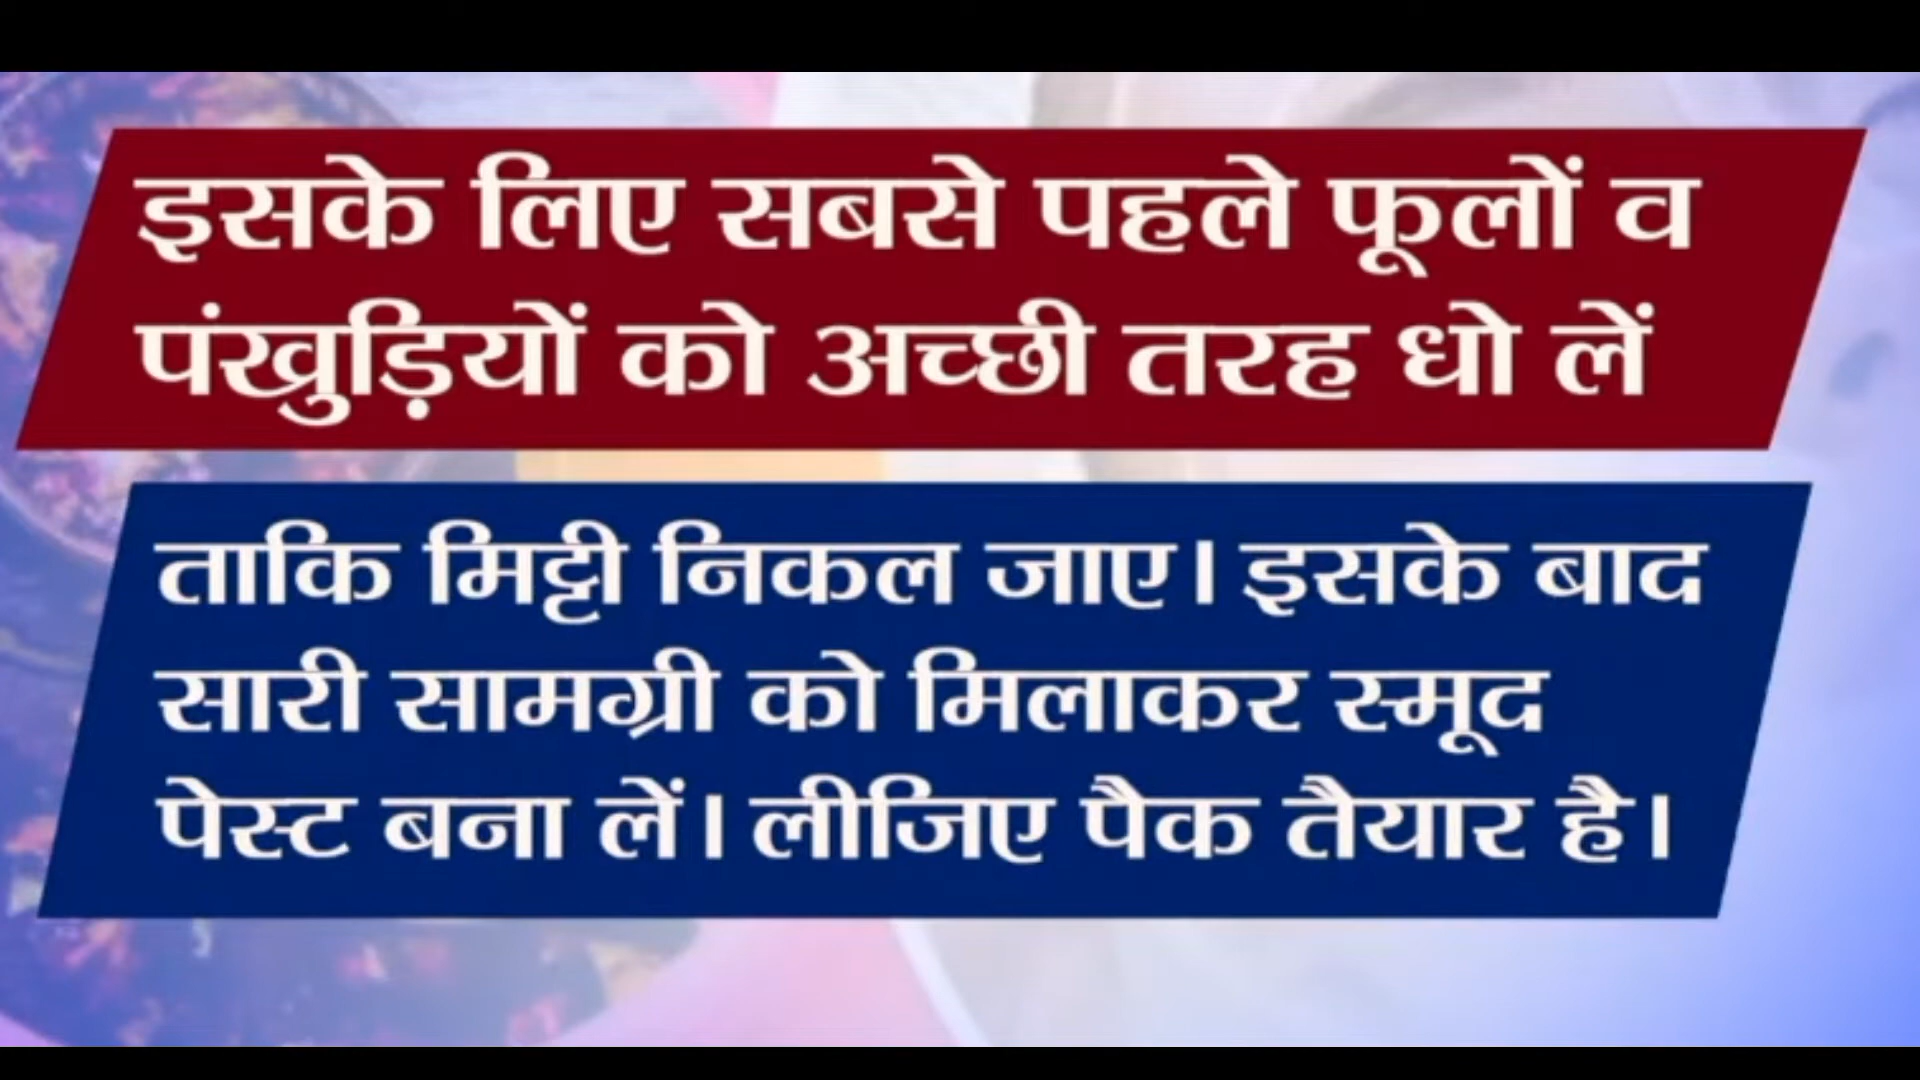 इसके लिए सबसे पहले फूलों व
पंखुड़ियों को अच्छी तरह धो लें
ताकि मिट्टी निकल जाए। इसके बाद
सारी सामग्री को मिलाकर स्मूद
पेस्ट बना लें। लीजिए पैक तैयार है।